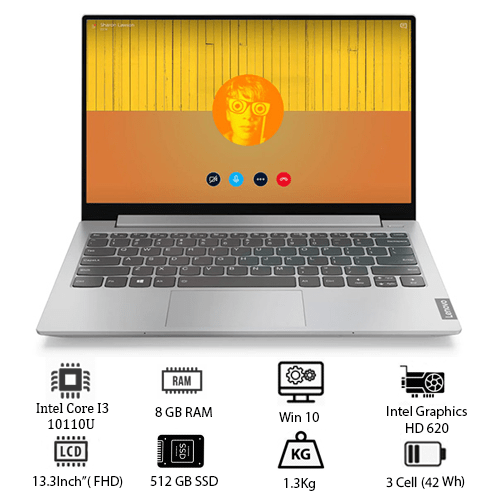 Lenovo
RAM
KG
LCD
SSD
Intel Core I3
10110U
8 GB RAM
Win 10
Intel Graphics
HD 620
13.3Inch"( FHD)
512 GB SSD
1.3Kg
3 Cell (42 Wh)